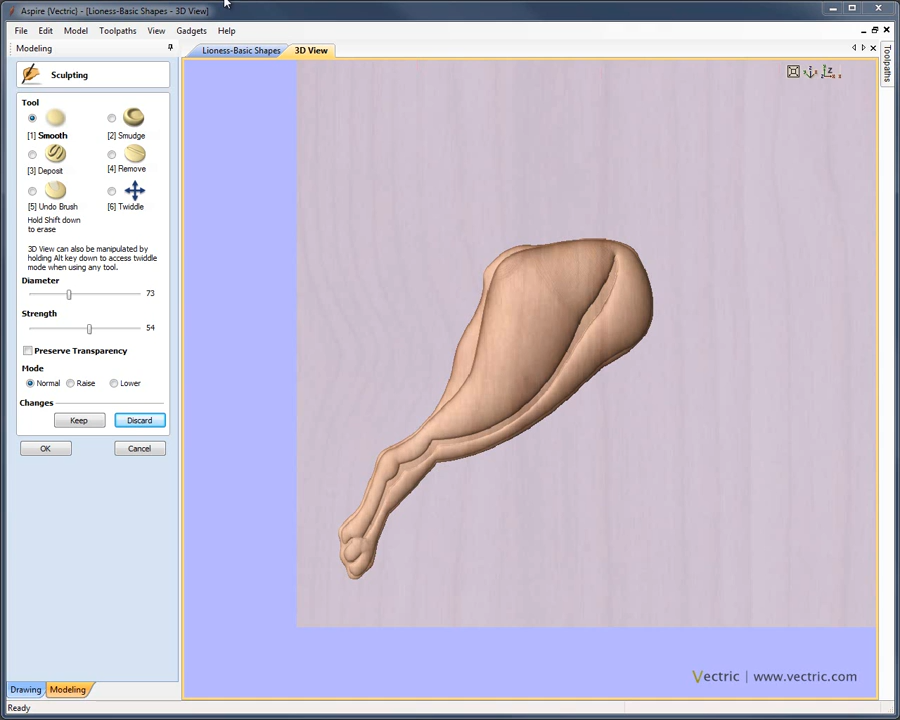 Aspire (Vectric) - [Lioness-Basic Shapes - 3D View]
File Edit Model Toolpaths View Gadgets Help
Modeling
Lioness-Basic Shapes 3D View
Toolpaths
Sculpting
Tool
[1] Smooth [2] Smudge
[3] Deposit [4] Remove
[5] Undo Brush [6] Twiddle
Hold Shift down
to erase
3D View can also be manipulated by
holding Alt key down to access twiddle
mode when using any tool.
Diameter
73
Strength
54
Preserve Transparency
Mode
Normal Raise Lower
Changes
Keep Discard
OK Cancel
Vectric | www.vectric.com
Drawing Modeling
Ready